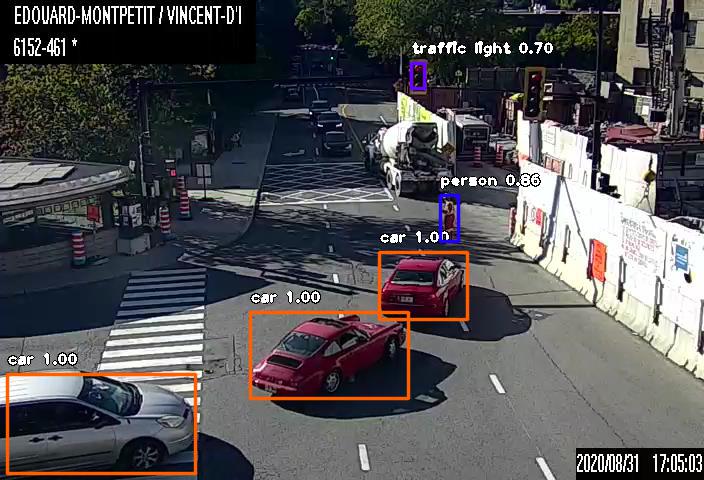 EDOUARD-MONTPETIT / VINCENT-D'I
6152-461 *
traffic light 0.70
person 0.86
car 1.00
car 1.00
car 1.00
2020/08/31 17:05:03